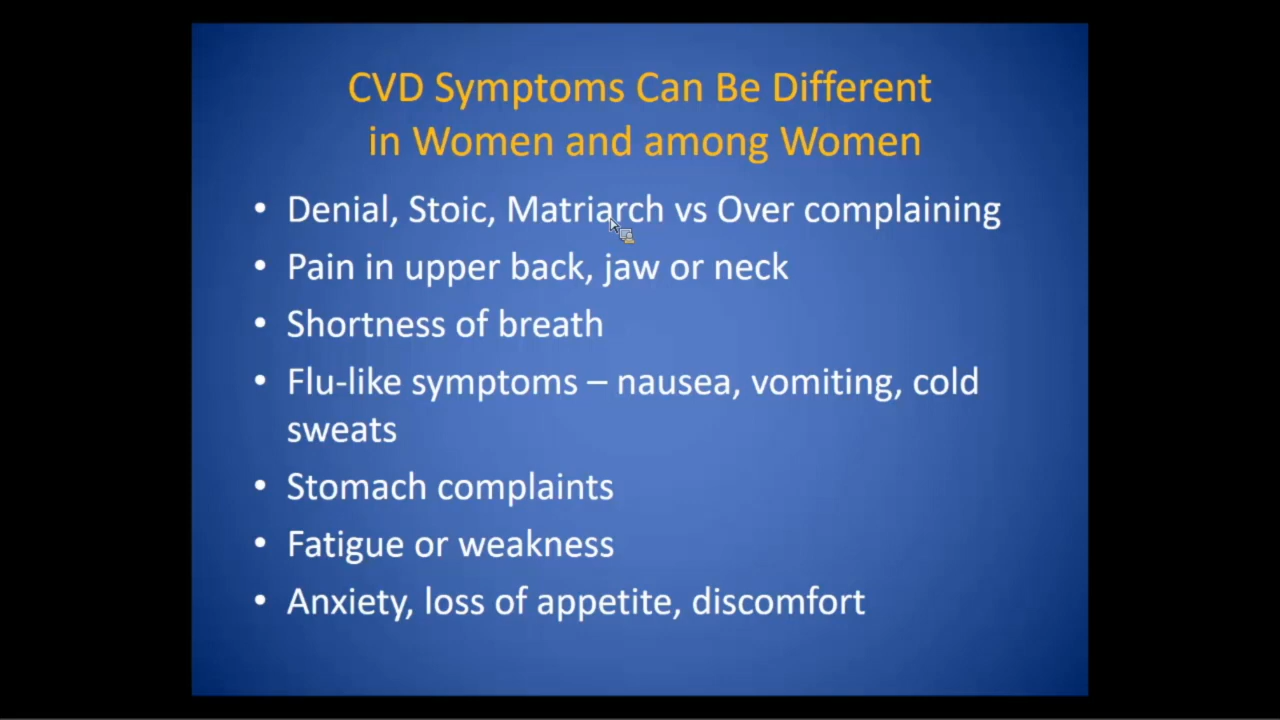 CVD Symptoms Can Be Different
in Women and among Women
• Denial, Stoic, Matriarch vs Over complaining
• Pain in upper back, jaw or neck
• Shortness of breath
• Flu-like symptoms – nausea, vomiting, cold
sweats
• Stomach complaints
• Fatigue or weakness
• Anxiety, loss of appetite, discomfort